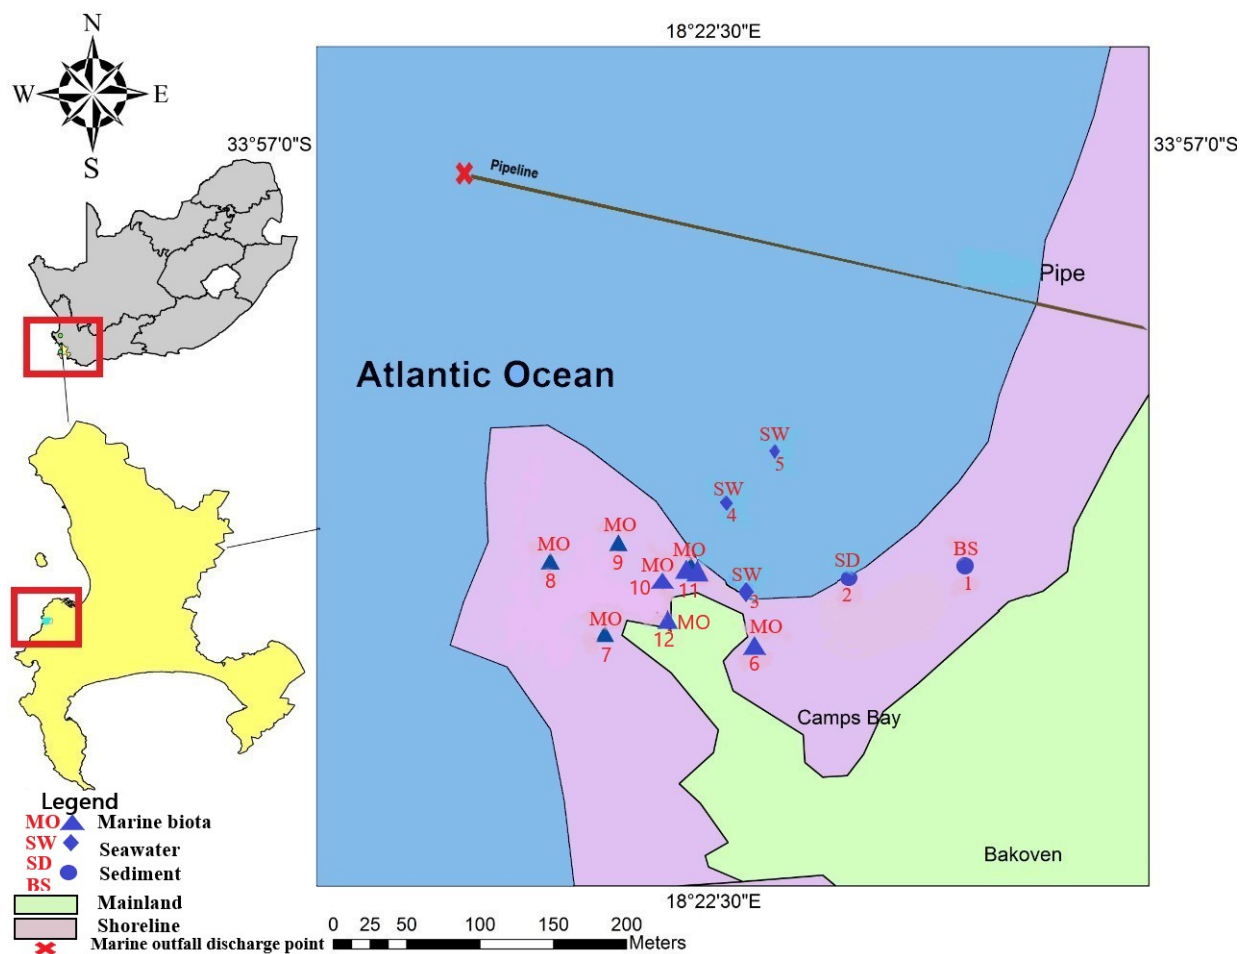 N
W E
S
18°22'30"E
33°57'0"S
33°57'0"S
Pipeline
Pipe
Atlantic Ocean
SW
5
SW
4
MO
9
MO
8
MO
10
MO
11
SW
3
SD
2
BS
1
MO
7
MO
12
MO
6
Camps Bay
Bakoven
18°22'30"E
Legend
MO Marine biota
SW Seawater
SD Sediment
BS
Mainland
Shoreline
Marine outfall discharge point
0 25 50 100 150 200
Meters